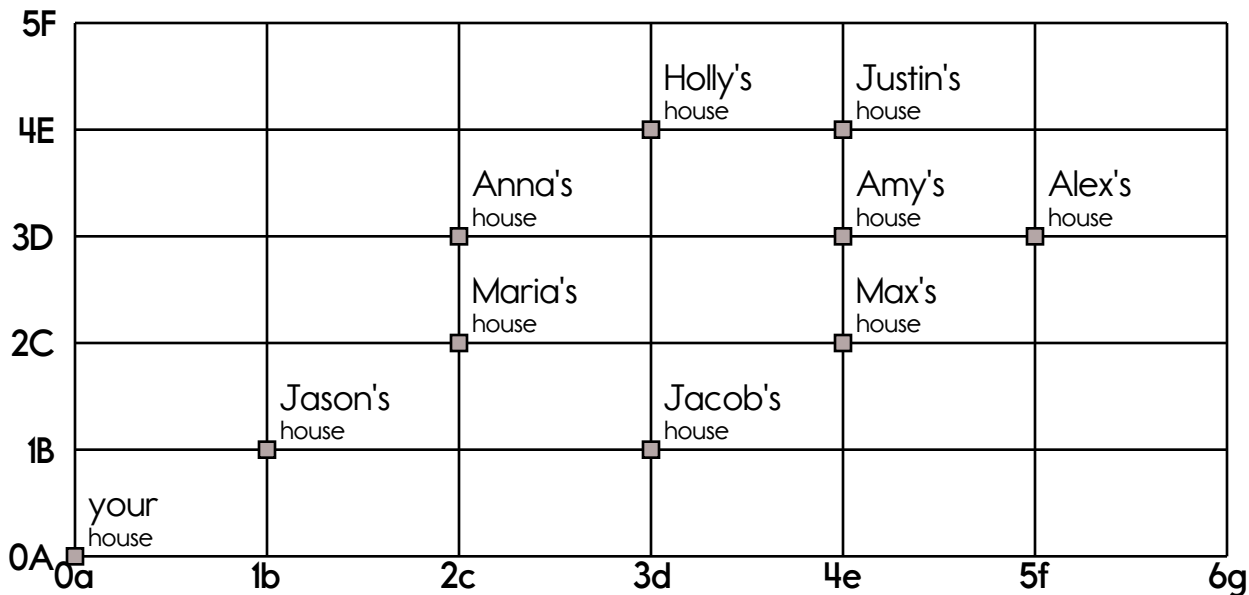 5F
Holly's
house
Justin's
house
4E
Anna's
house
Amy's
house
Alex's
house
3D
Maria's
house
Max's
house
2C
Jason's
house
Jacob's
house
1B
your
house
0A
0a 1b 2c 3d 4e 5f 6g